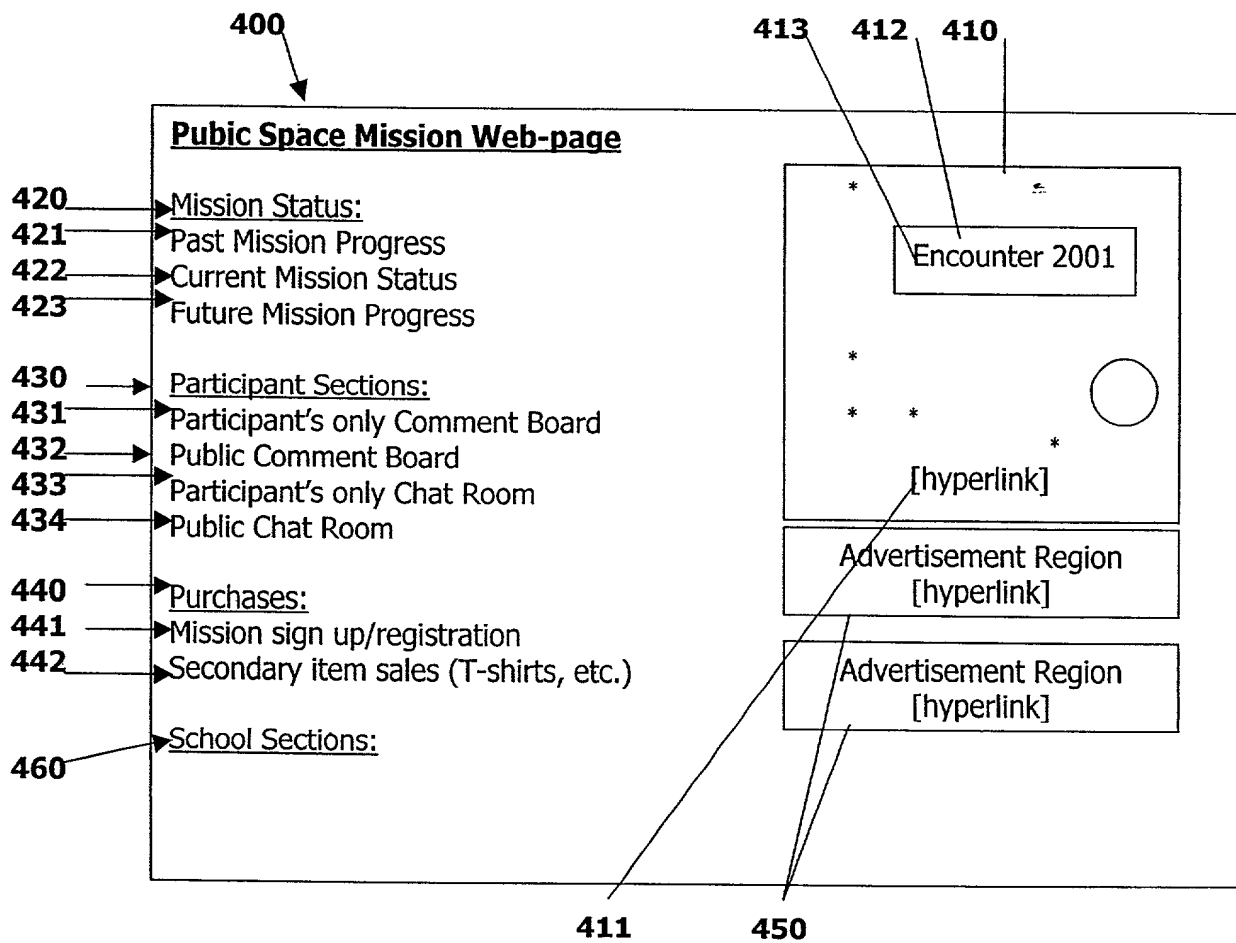 400
413 412 410
Pubic Space Mission Web-page
420 Mission Status:
421 Past Mission Progress
422 Current Mission Status
423 Future Mission Progress
430 Participant Sections:
431 Participant's only Comment Board
432 Public Comment Board
433 Participant's only Chat Room
434 Public Chat Room
440 Purchases:
441 Mission sign up/registration
442 Secondary item sales (T-shirts, etc.)
460 School Sections:
* 
Encounter 2001
*
* *
*
[hyperlink]
Advertisement Region
[hyperlink]
Advertisement Region
[hyperlink]
411 450